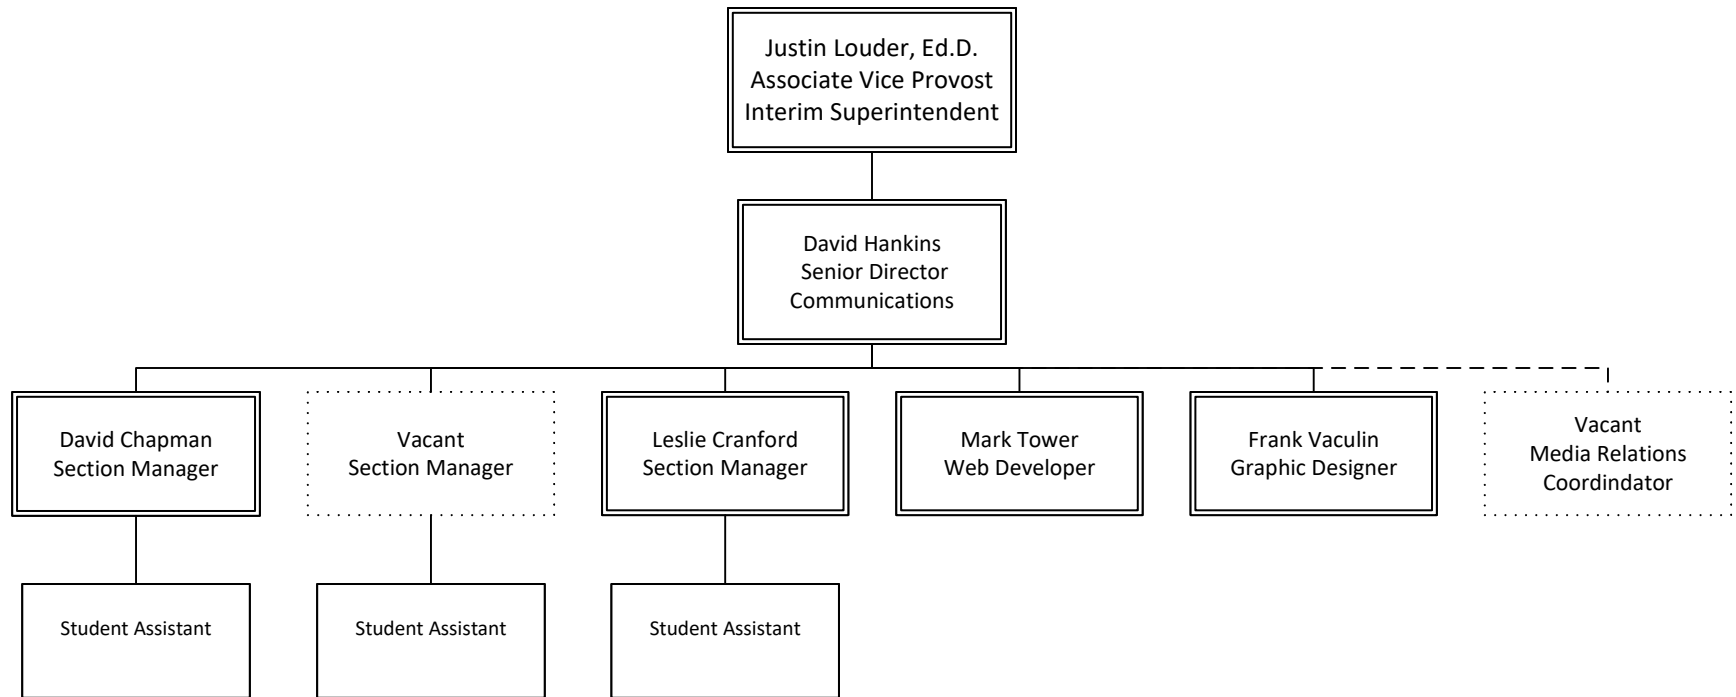 Justin Louder, Ed.D.
Associate Vice Provost
Interim Superintendent
David Hankins
Senior Director
Communications
David Chapman
Section Manager
Vacant
Section Manager
Leslie Cranford
Section Manager
Mark Tower
Web Developer
Frank Vaculin
Graphic Designer
Vacant
Media Relations
Coordindator
Student Assistant
Student Assistant
Student Assistant